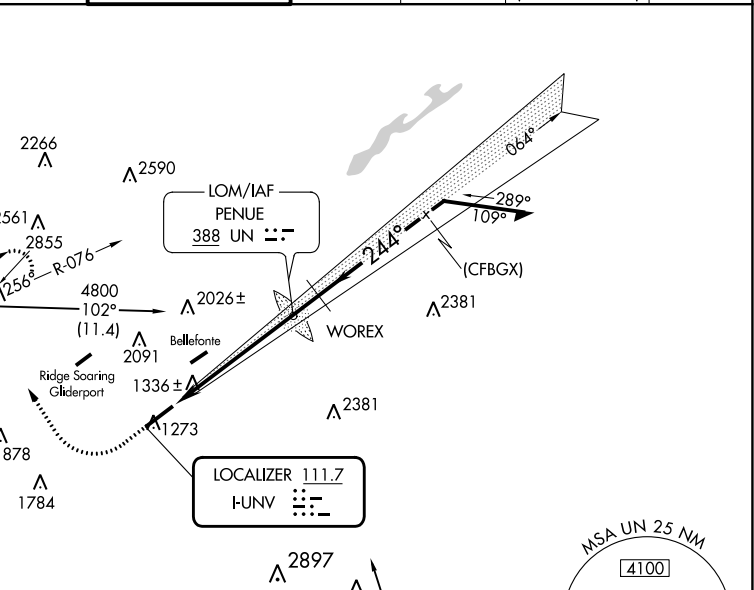 2266
2590
2561
2855
R-076
256°
4800
102°
(11.4)
LOM/IAF
PENUE
388 UN
064°
289°
109°
244°
(CFBGX)
2026±
2381
WOREX
2091
Bellefonte
Ridge Soaring
Gliderport
1336±
2381
1273
878
1784
LOCALIZER 111.7
I-UNV
2897
MSA UN 25 NM
4100